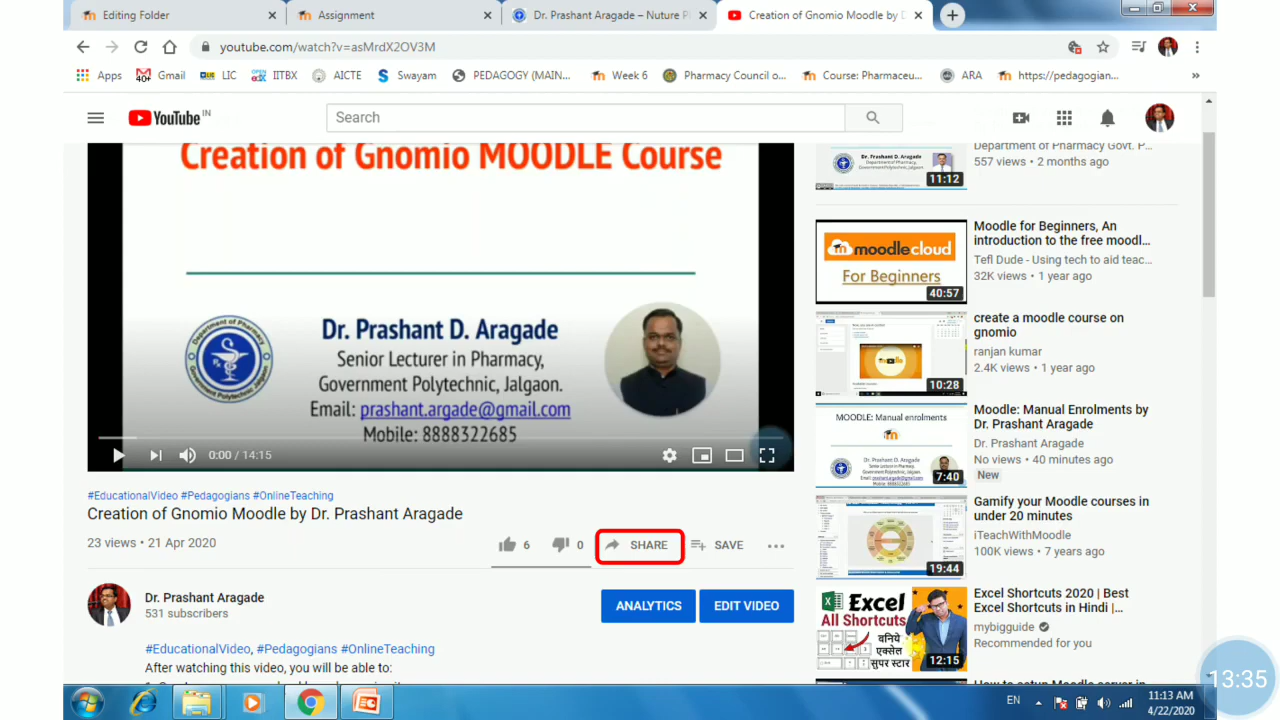 Editing Folder
Assignment
Dr. Prashant Aragade – Nuture Pl
Creation of Gnomio Moodle by D
youtube.com/watch?v=asMrdX2OV3M
Apps
Gmail
LIC
IITBX
AICTE
Swayam
PEDAGOGY (MAIN...
Week 6
Pharmacy Council o...
Course: Pharmaceu...
ARA
https://pedagogian...
YouTube IN
Search
Creation of Gnomio MOODLE Course
Dr. Prashant D. Aragade
Senior Lecturer in Pharmacy,
Government Polytechnic, Jalgaon.
Email: prashant.argade@gmail.com
Mobile: 8888322685
0:00 / 14:15
#EducationalVideo #Pedagogians #OnlineTeaching
Creation of Gnomio Moodle by Dr. Prashant Aragade
23 views • 21 Apr 2020
6
0
SHARE
SAVE
Dr. Prashant Aragade
531 subscribers
ANALYTICS
EDIT VIDEO
#EducationalVideo, #Pedagogians #OnlineTeaching
After watching this video, you will be able to:
Dr. Prashant D. Aragade
11:12
Department of Pharmacy Govt. P...
557 views • 2 months ago
moodlecloud
For Beginners
40:57
Moodle for Beginners, An
introduction to the free moodl...
Tefl Dude - Using tech to aid teac...
32K views • 1 year ago
10:28
create a moodle course on
gnomio
ranjan kumar
2.4K views • 1 year ago
MOODLE: Manual enrolments
Dr. Prashant D. Aragade
7:40
Moodle: Manual Enrolments by
Dr. Prashant Aragade
Dr. Prashant Aragade
No views • 40 minutes ago
New
19:44
Gamify your Moodle courses in
under 20 minutes
iTeachWithMoodle
100K views • 7 years ago
Excel
All Shortcuts
बनिये
एक्सेल
सुपर स्टार
12:15
Excel Shortcuts 2020 | Best
Excel Shortcuts in Hindi |...
mybigguide
Recommended for you
13:35
EN
11:13 AM
4/22/2020